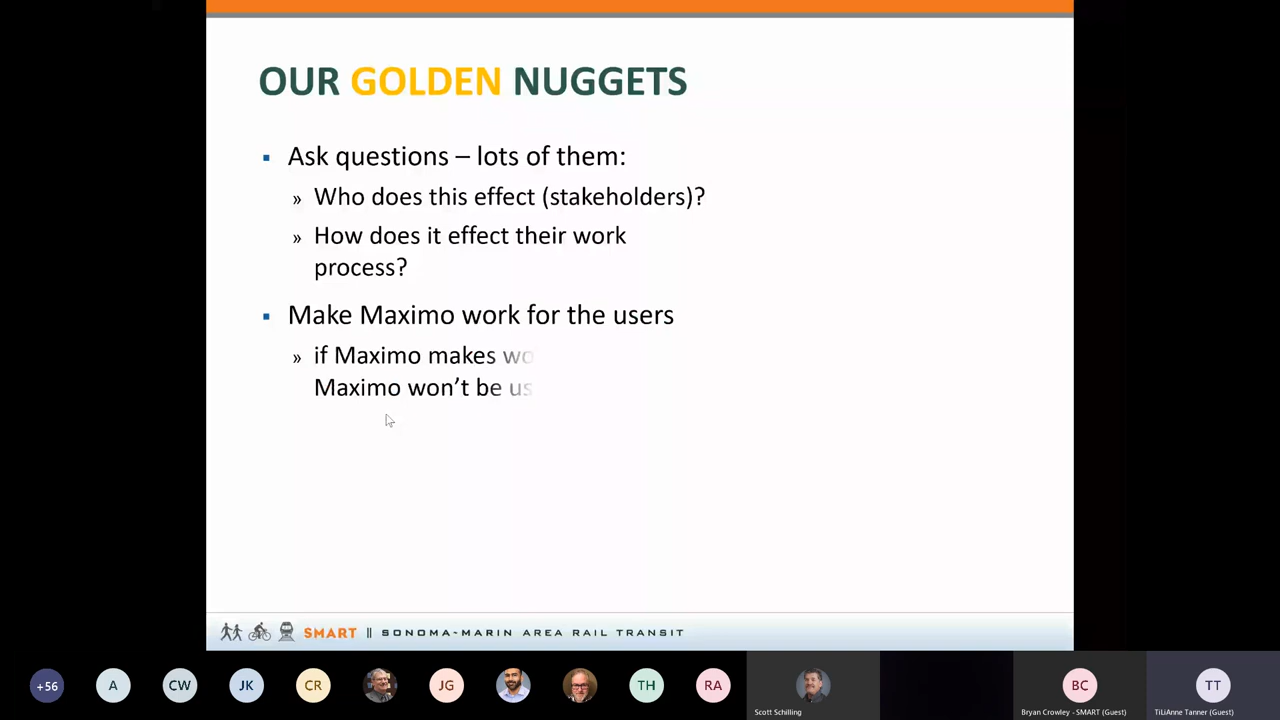 OUR GOLDEN NUGGETS
▪ Ask questions – lots of them:
» Who does this effect (stakeholders)?
» How does it effect their work
process?
▪ Make Maximo work for the users
» if Maximo makes
Maximo won't be
SMART || SONOMA-MARIN AREA RAIL TRANSIT
+56
A
CW
JK
CR
JG
TH
RA
Scott Schilling
BC
Bryan Crowley - SMART (Guest)
TT
TiLiAnne Tanner (Guest)